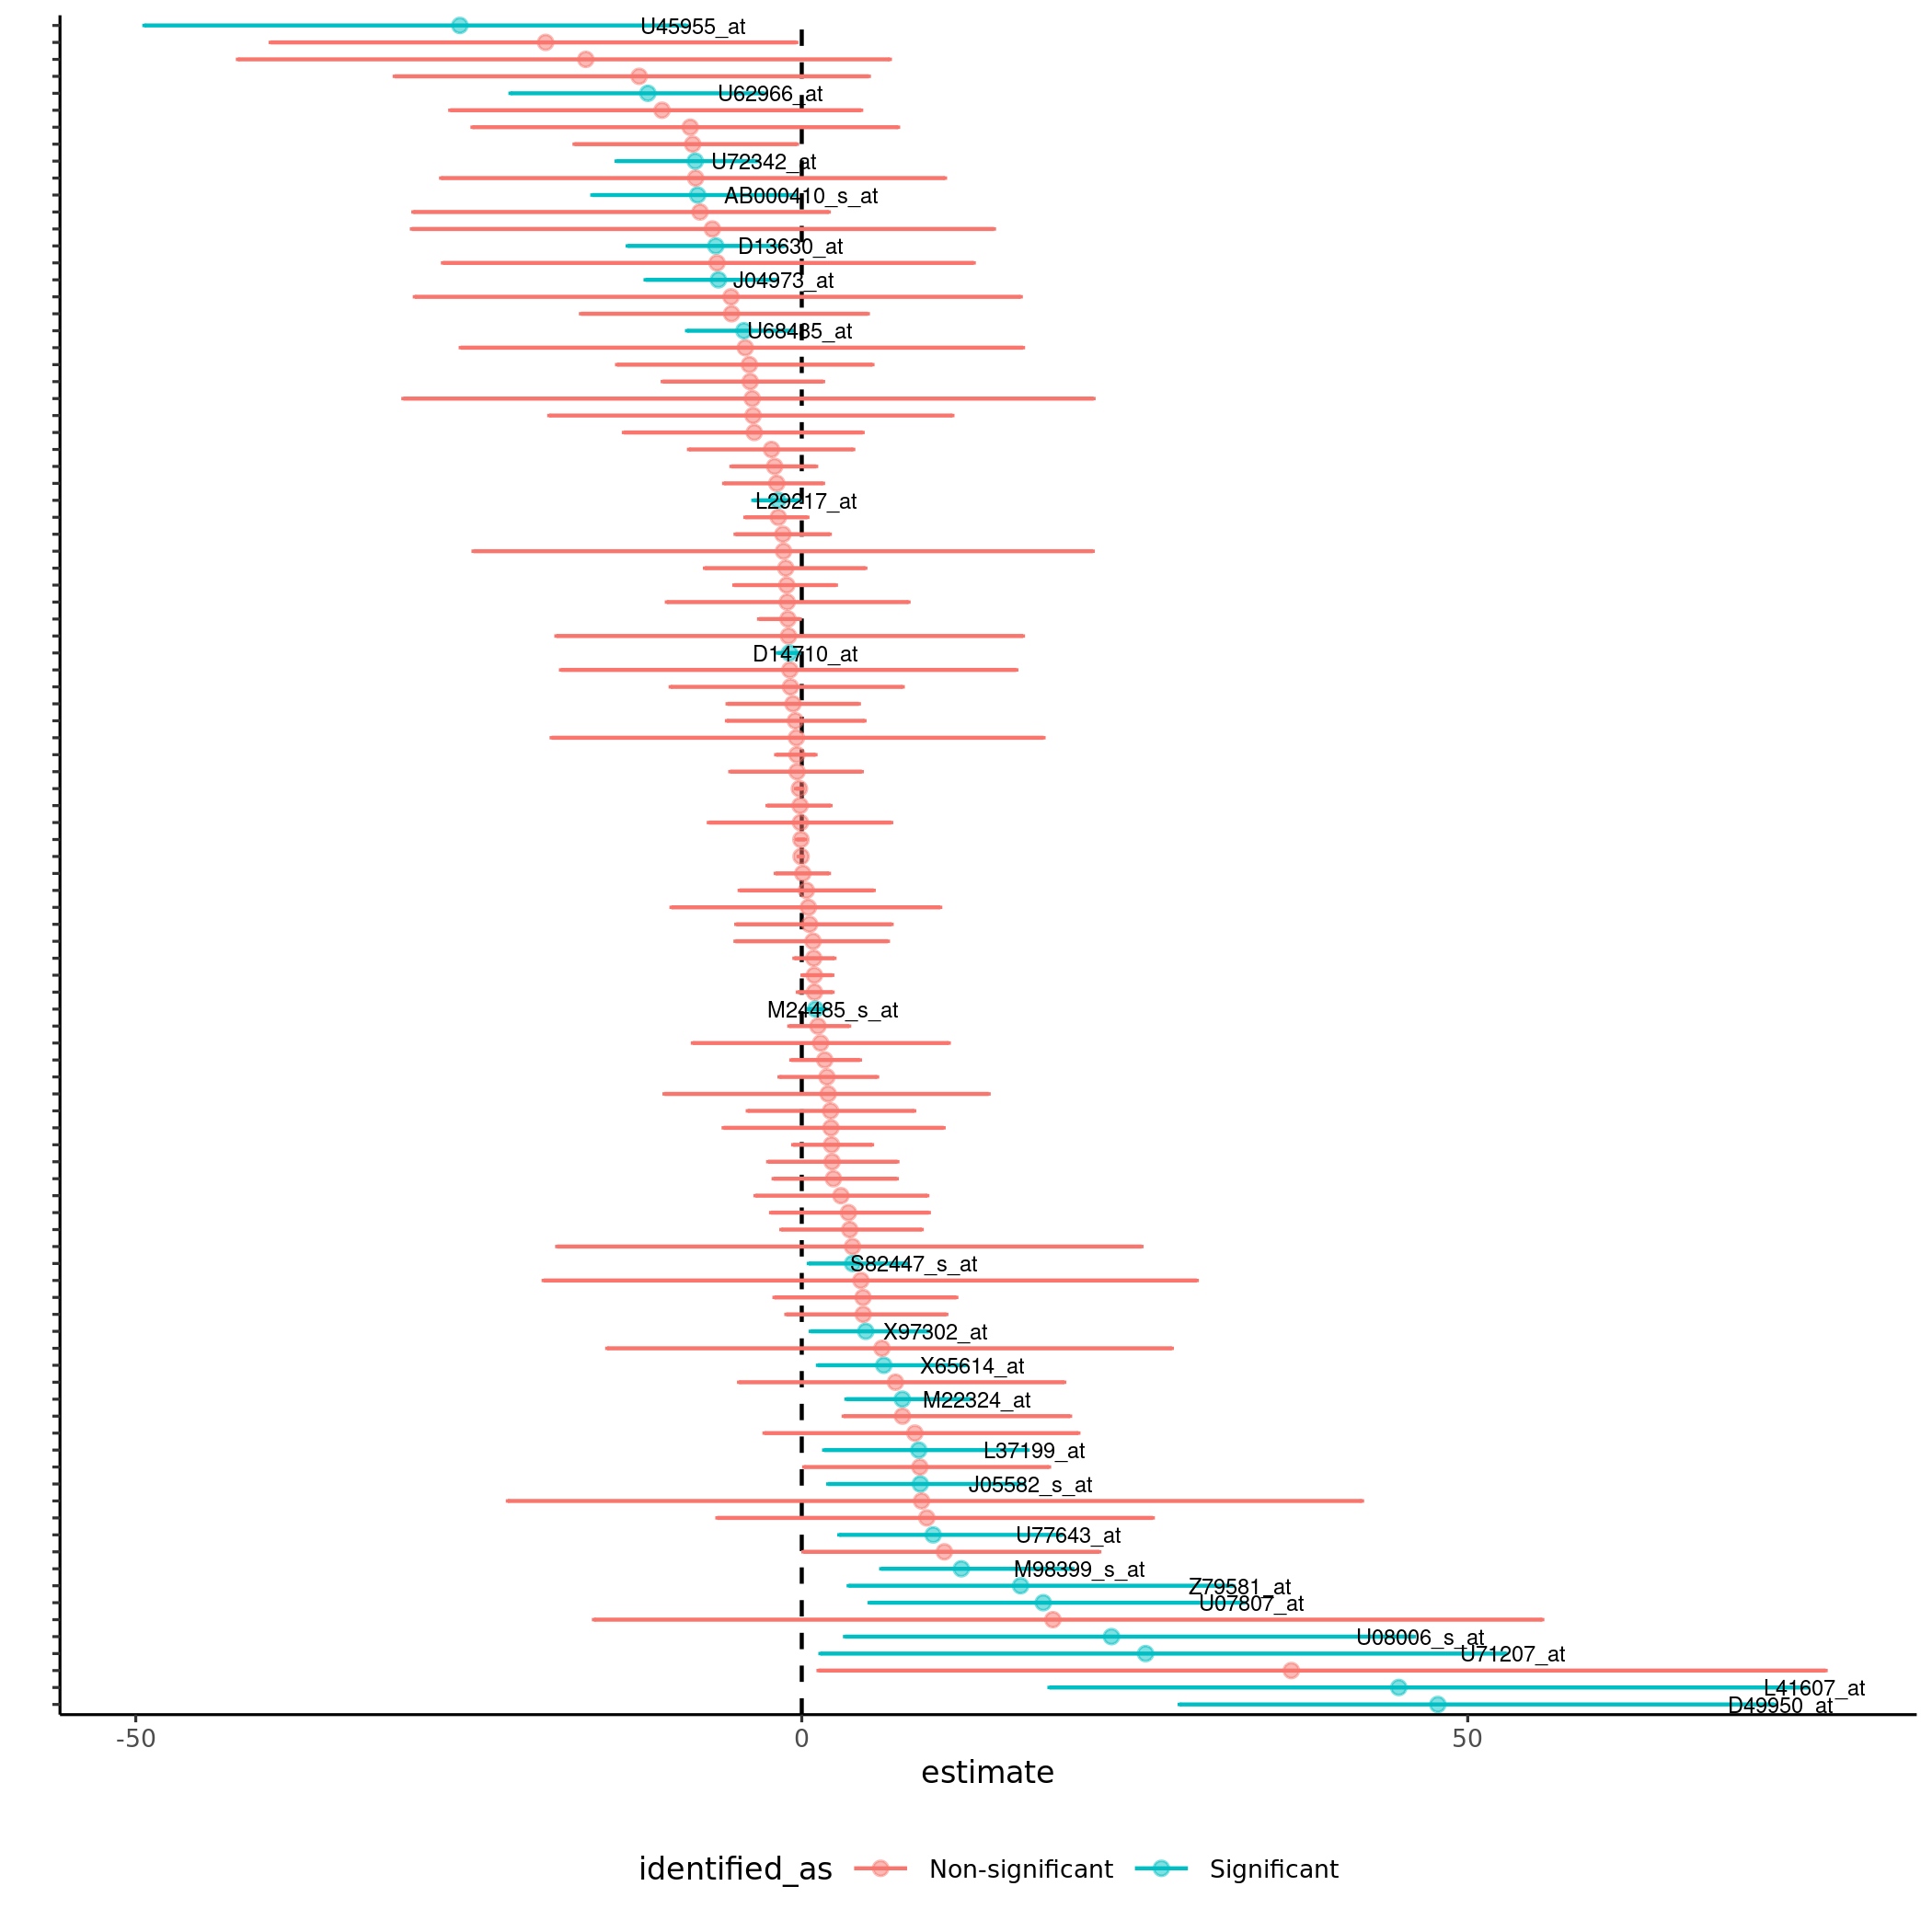 U45955_at
U62966_at
U72342_at
AB000410_s_at
D13630_at
J04973_at
U68485_at
L29217_at
D14710_at
M24485_s_at
S82447_s_at
X97302_at
X65614_at
M22324_at
L37199_at
J05582_s_at
U77643_at
M98399_s_at
Z79581_at
U07807_at
U08006_s_at
U71207_at
L41607_at
D49950_at
-50 0 50
estimate
identified_as Non-significant Significant